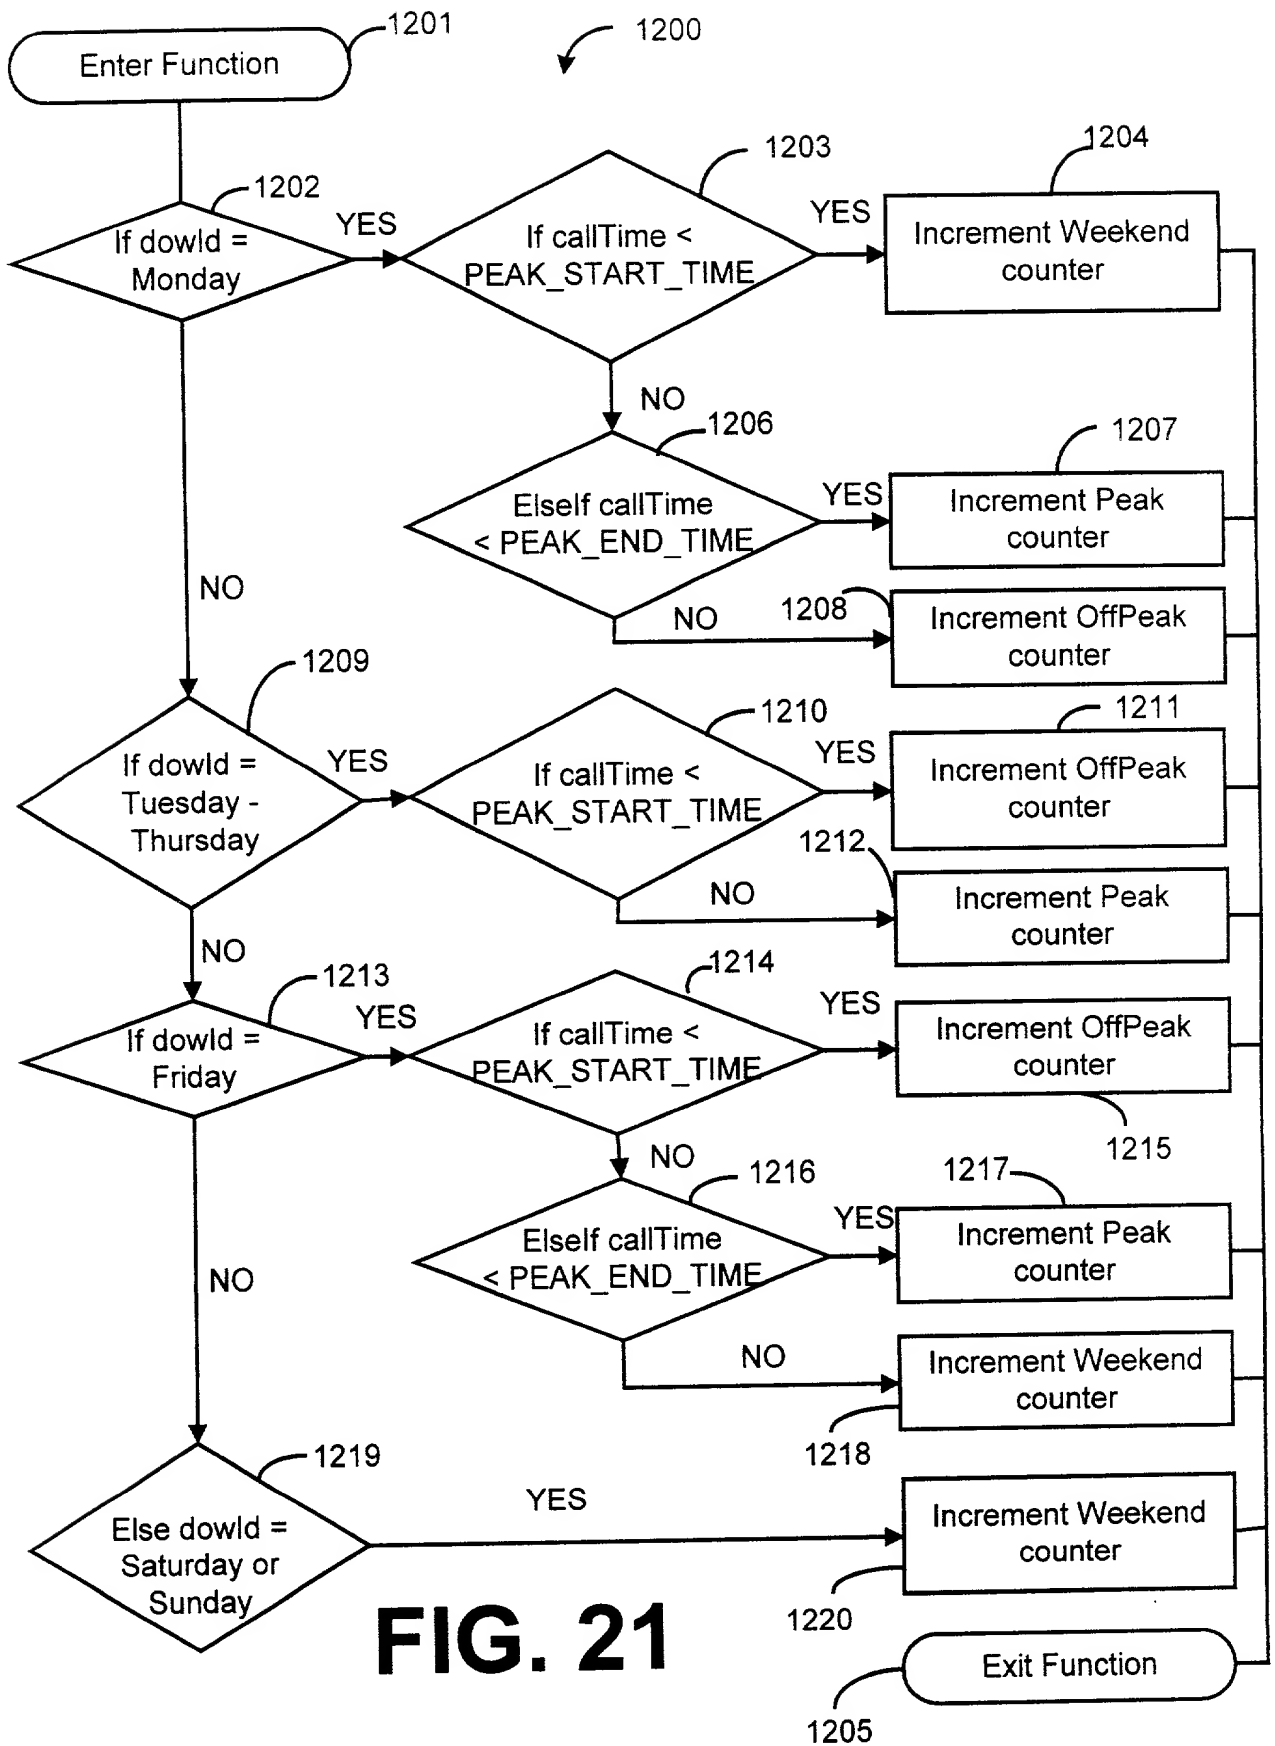 1201
1200
Enter Function
1202
1203
1204
If dowId =
Monday
YES
If callTime <
PEAK_START_TIME
YES
Increment Weekend
counter
NO
1206
1207
ElseIf callTime
< PEAK_END_TIME
YES
Increment Peak
counter
NO
NO
1208
Increment OffPeak
counter
1209
1210
1211
If dowId =
Tuesday -
Thursday
YES
If callTime <
PEAK_START_TIME
YES
Increment OffPeak
counter
1212
NO
Increment Peak
counter
NO
1213
1214
If dowId =
Friday
YES
If callTime <
PEAK_START_TIME
YES
Increment OffPeak
counter
1215
NO
1216
1217
ElseIf callTime
< PEAK_END_TIME
YES
Increment Peak
counter
NO
NO
Increment Weekend
counter
1218
1219
Else dowId =
Saturday or
Sunday
YES
Increment Weekend
counter
1220
FIG. 21
Exit Function
1205